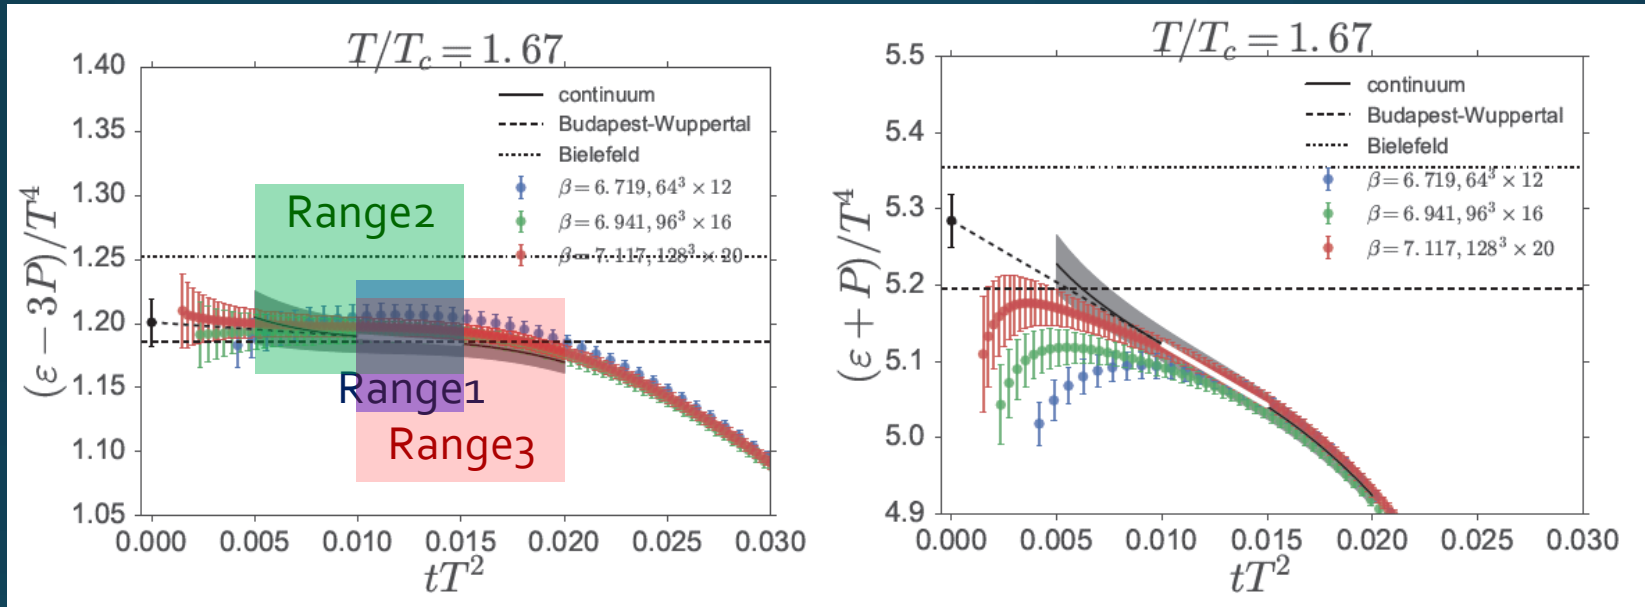 T/T_c = 1.67
1.40
1.35
1.30
1.25
1.20
1.15
1.10
1.05
(ε − 3P)/T⁴
continuum
Budapest-Wuppertal
Bielefeld
β = 6.719, 64³ × 12
β = 6.941, 96³ × 16
β = 7.117, 128³ × 20
Range2
Range1
Range3
0.000 0.005 0.010 0.015 0.020 0.025 0.030
tT²
T/T_c = 1.67
5.5
5.4
5.3
5.2
5.1
5.0
4.9
(ε + P)/T⁴
continuum
Budapest-Wuppertal
Bielefeld
β = 6.719, 64³ × 12
β = 6.941, 96³ × 16
β = 7.117, 128³ × 20
0.000 0.005 0.010 0.015 0.020 0.025 0.030
tT²